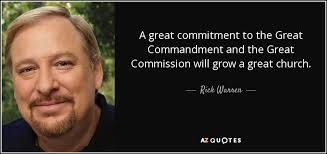 A great commitment to the Great
Commandment and the Great
Commission will grow a great church.
Rick Warren
AZ QUOTES